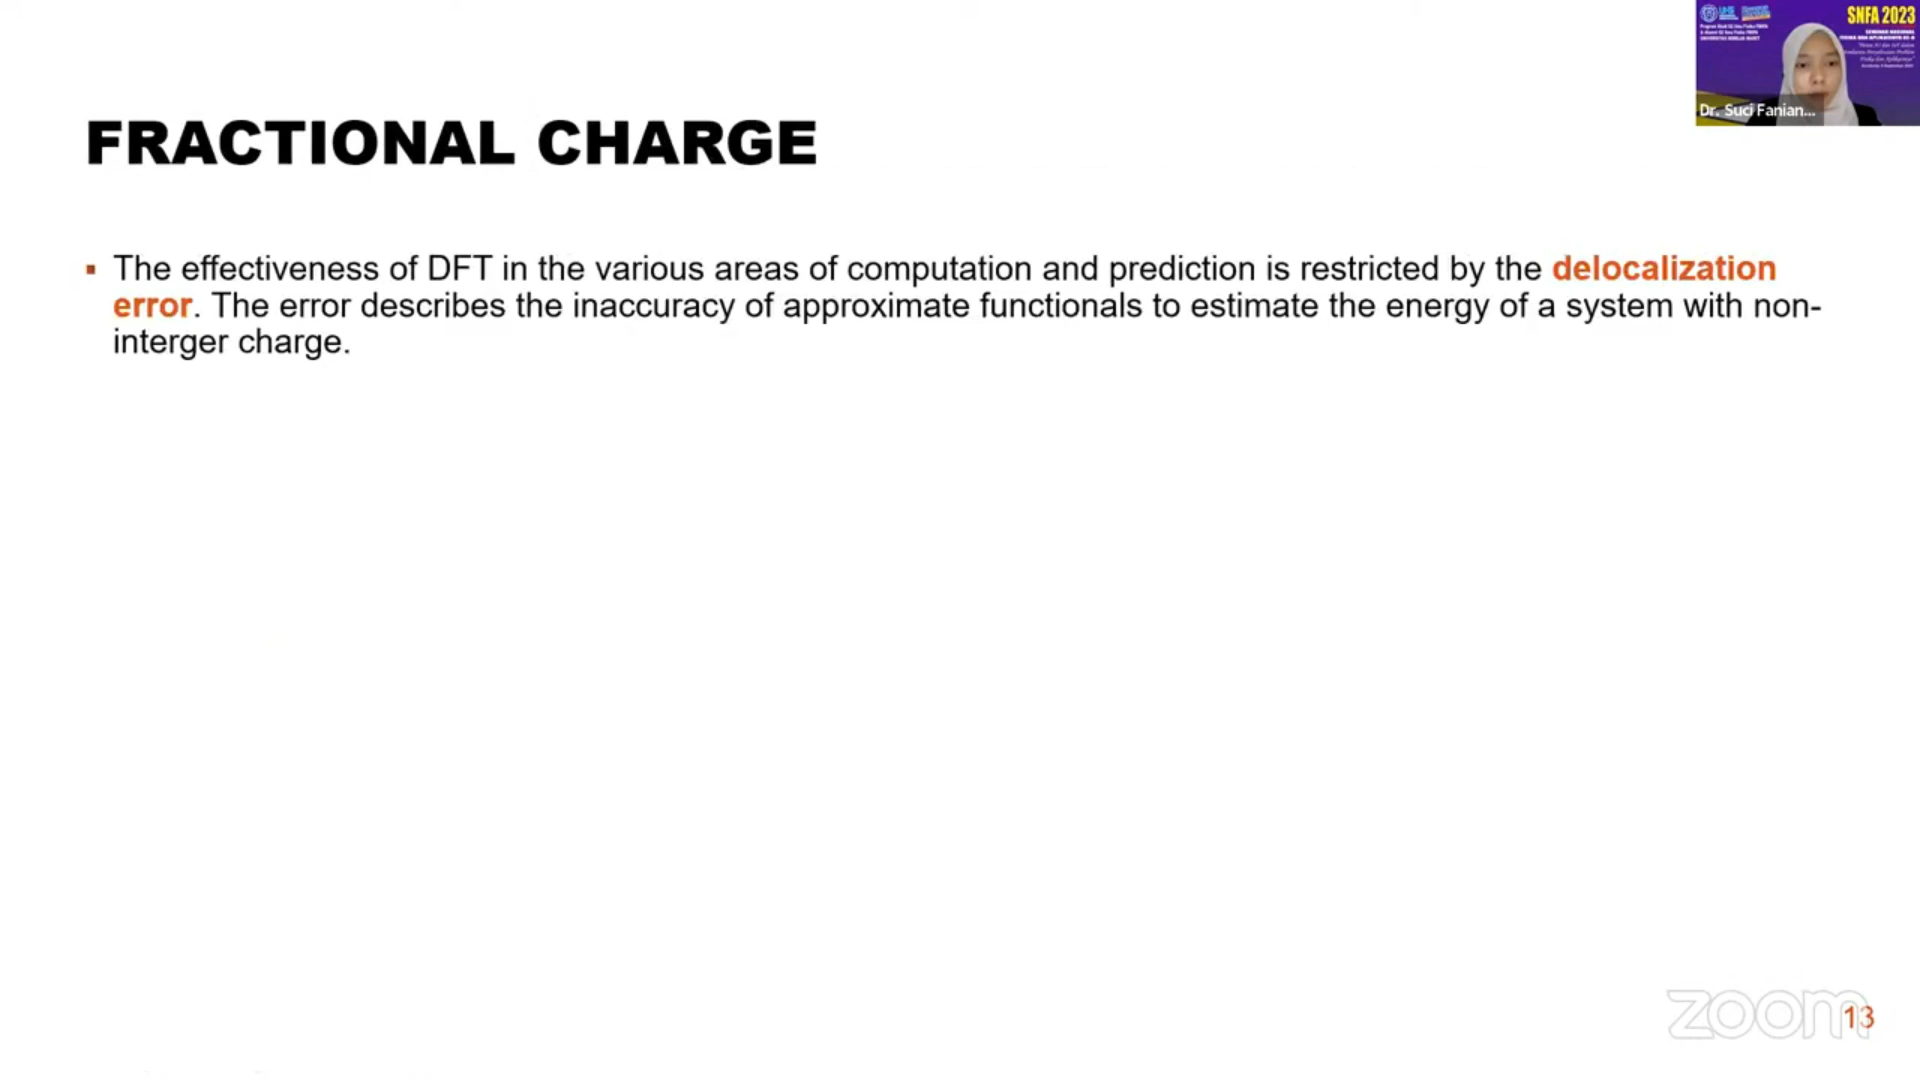 FRACTIONAL CHARGE
▪ The effectiveness of DFT in the various areas of computation and prediction is restricted by the delocalization
error. The error describes the inaccuracy of approximate functionals to estimate the energy of a system with non-
interger charge.
SNFA 2023
Dr. Suci Fanian...
zoom
13